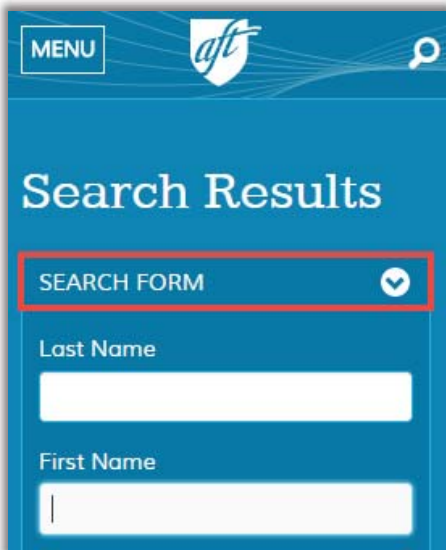 MENU aft
Search Results
SEARCH FORM
Last Name
First Name